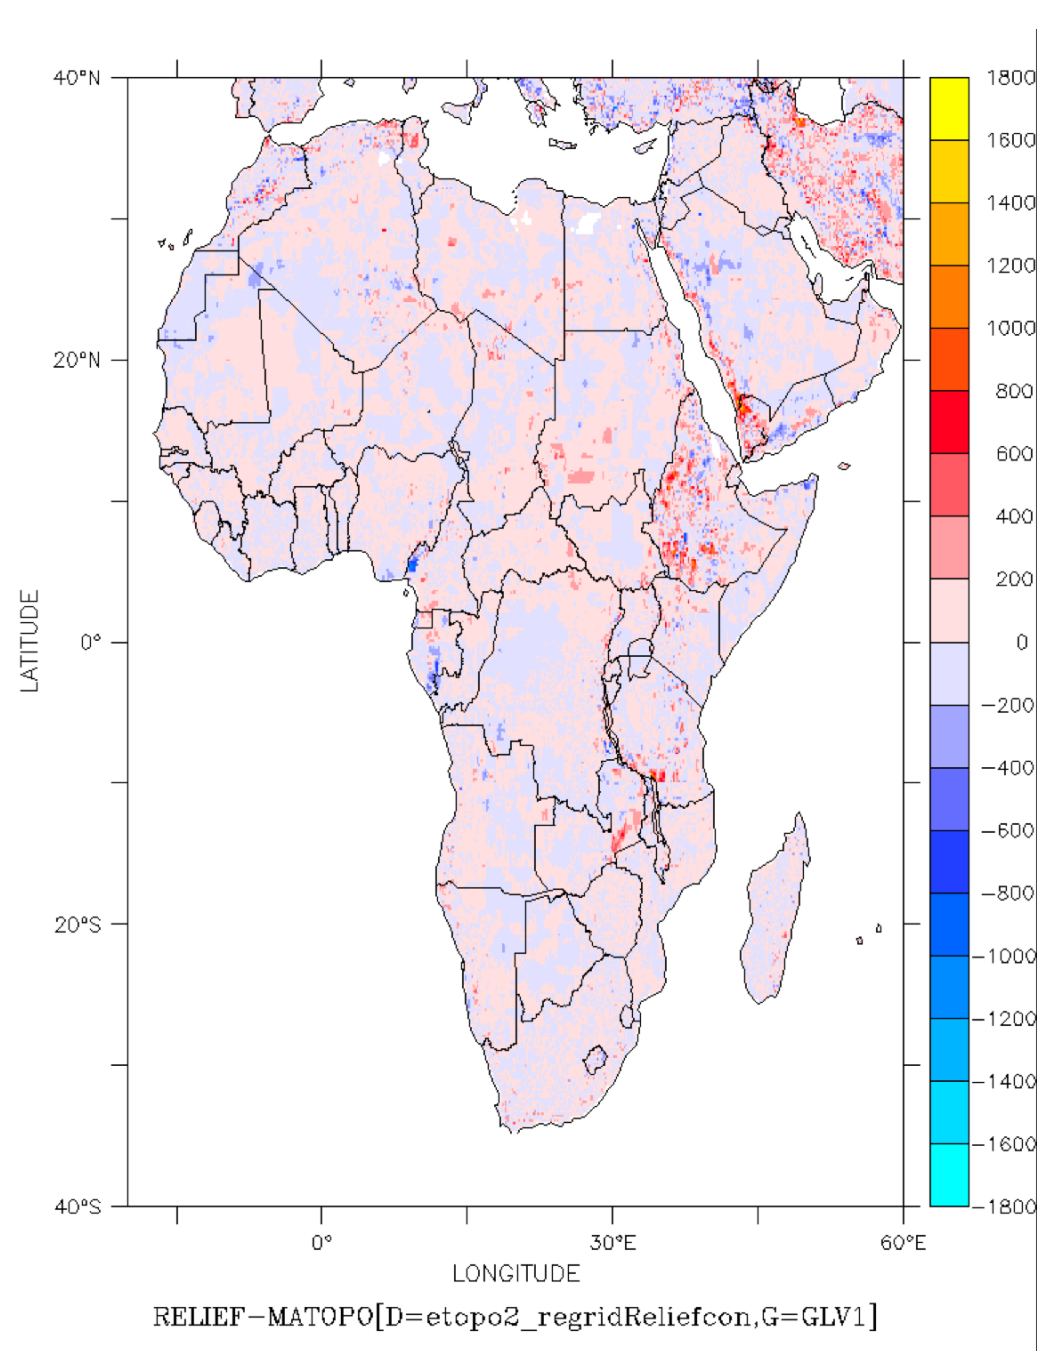 40°N
20°N
0°
20°S
40°S
LATITUDE
0°
30°E
60°E
LONGITUDE
1800
1600
1400
1200
1000
800
600
400
200
0
−200
−400
−600
−800
−1000
−1200
−1400
−1600
−1800
RELIEF−MATOPO[D=etopo2_regridReliefcon,G=GLV1]